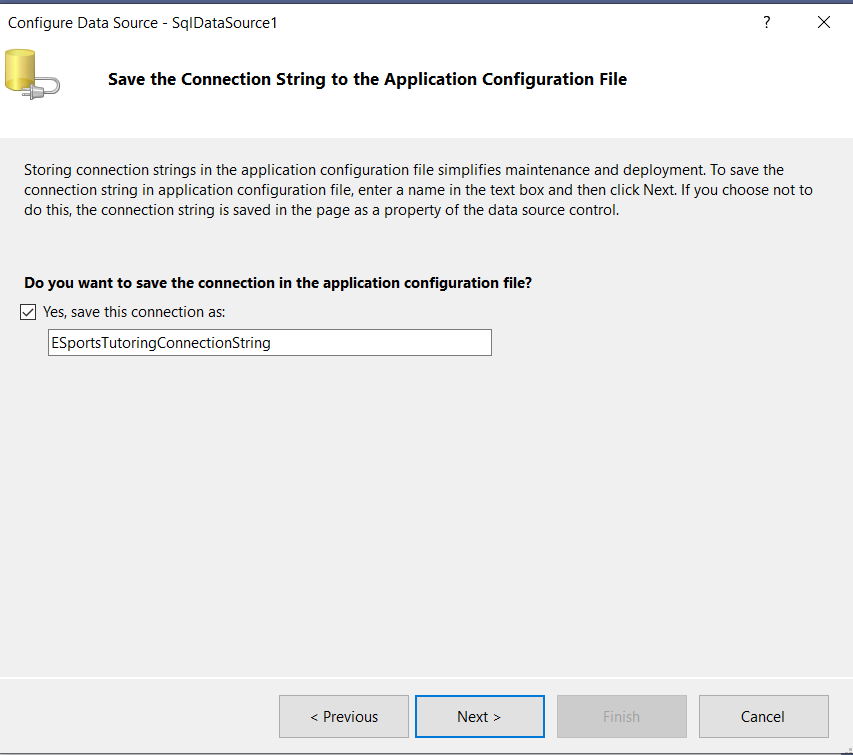 Configure Data Source - SqlDataSource1
?
Save the Connection String to the Application Configuration File
Storing connection strings in the application configuration file simplifies maintenance and deployment. To save the
connection string in application configuration file, enter a name in the text box and then click Next. If you choose not to
do this, the connection string is saved in the page as a property of the data source control.
Do you want to save the connection in the application configuration file?
Yes, save this connection as:
ESportsTutoringConnectionString
< Previous
Next >
Finish
Cancel